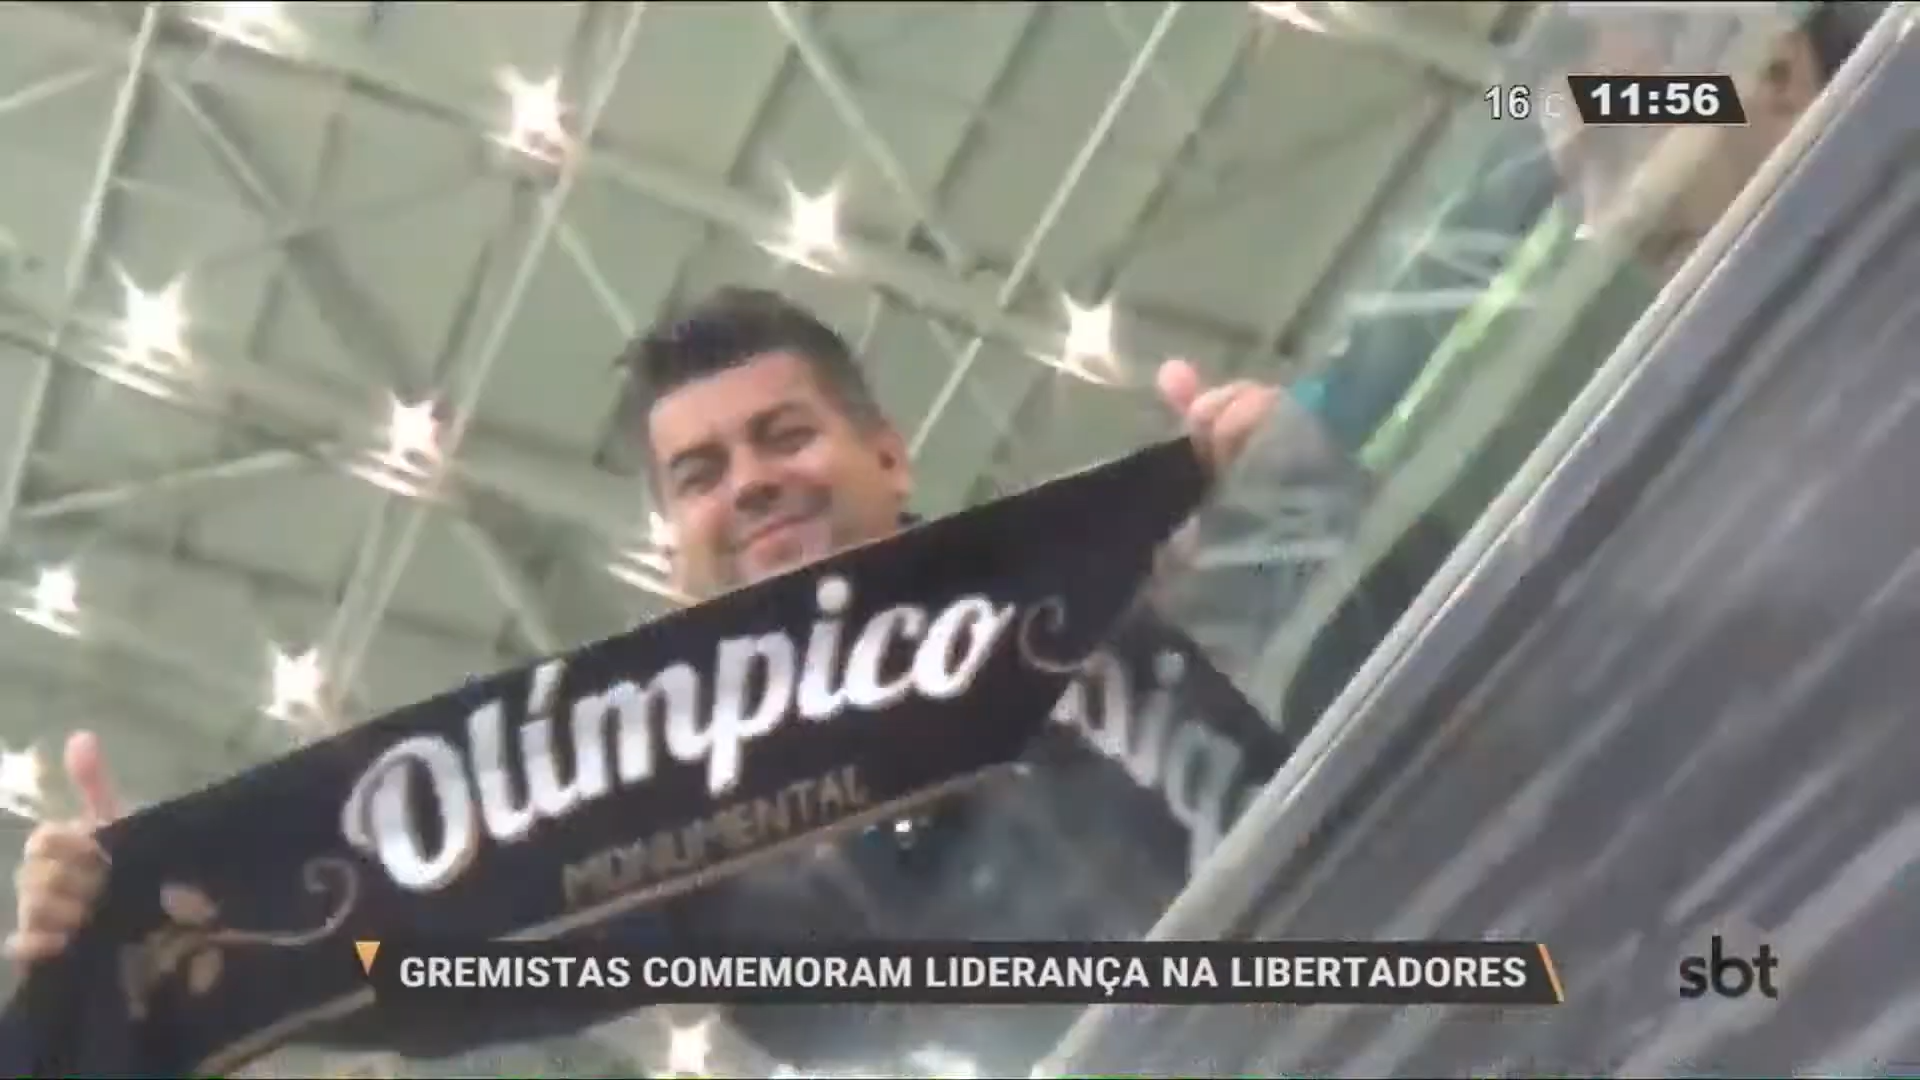 16°C 11:56
Olímpico
MONUMENTAL
GREMISTAS COMEMORAM LIDERANÇA NA LIBERTADORES
sbt